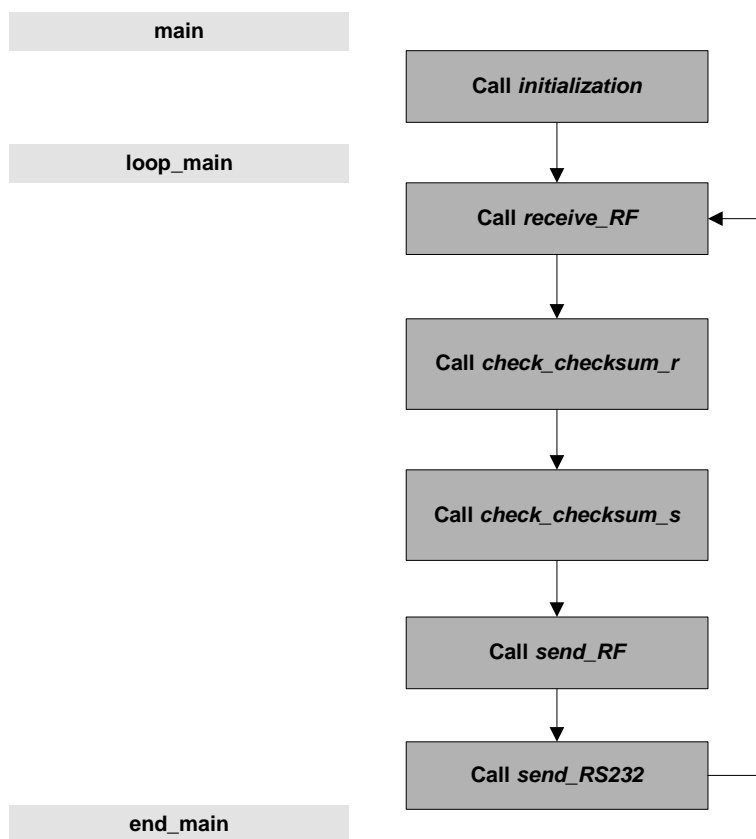 main
Call initialization
loop_main
Call receive_RF
Call check_checksum_r
Call check_checksum_s
Call send_RF
Call send_RS232
end_main